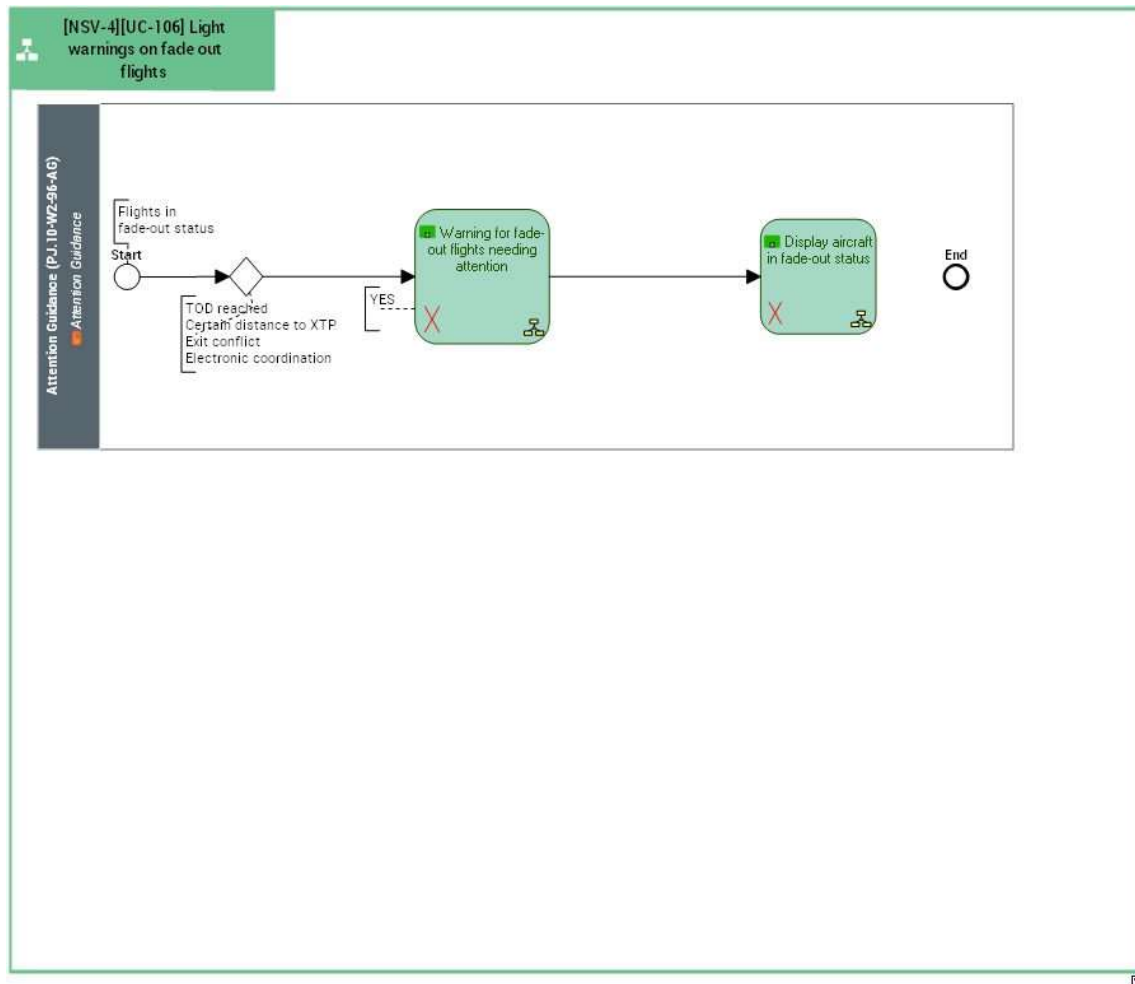 [NSV-4][UC-106] Light
warnings on fade out
flights
Attention Guidance (PJ.10-W2-96-AG)
Attention Guidance
Flights in
fade-out status
Start
TOD reached
Certain distance to XTP
Exit conflict
Electronic coordination
YES
Warning for fade-
out flights needing
attention
Display aircraft
in fade-out status
End